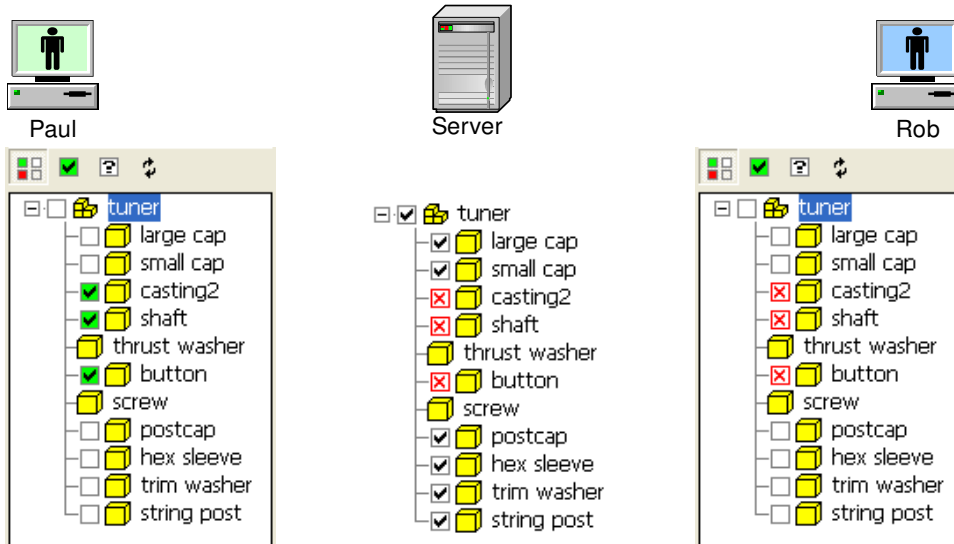 Paul
Server
Rob
tuner
large cap
small cap
casting2
shaft
thrust washer
button
screw
postcap
hex sleeve
trim washer
string post
tuner
large cap
small cap
casting2
shaft
thrust washer
button
screw
postcap
hex sleeve
trim washer
string post
tuner
large cap
small cap
casting2
shaft
thrust washer
button
screw
postcap
hex sleeve
trim washer
string post